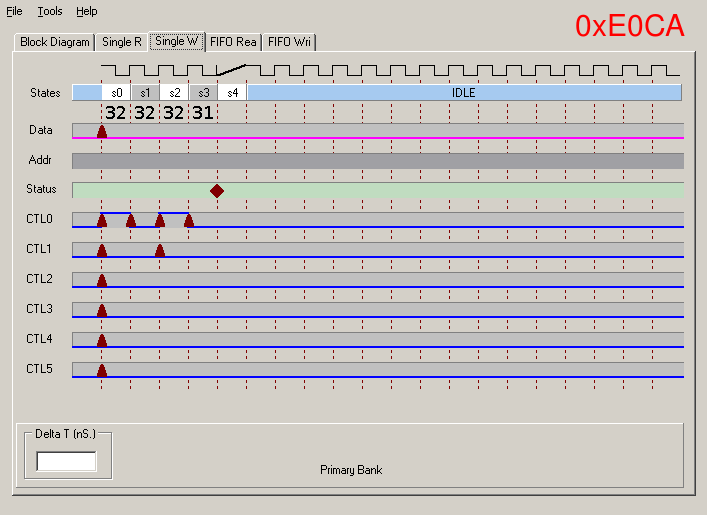 File Tools Help
0xE0CA
Block Diagram Single R Single W FIFO Rea FIFO Wri
States s0 s1 s2 s3 s4 IDLE
32 32 32 31
Data
Addr
Status
CTL0
CTL1
CTL2
CTL3
CTL4
CTL5
Delta T (nS.)
Primary Bank